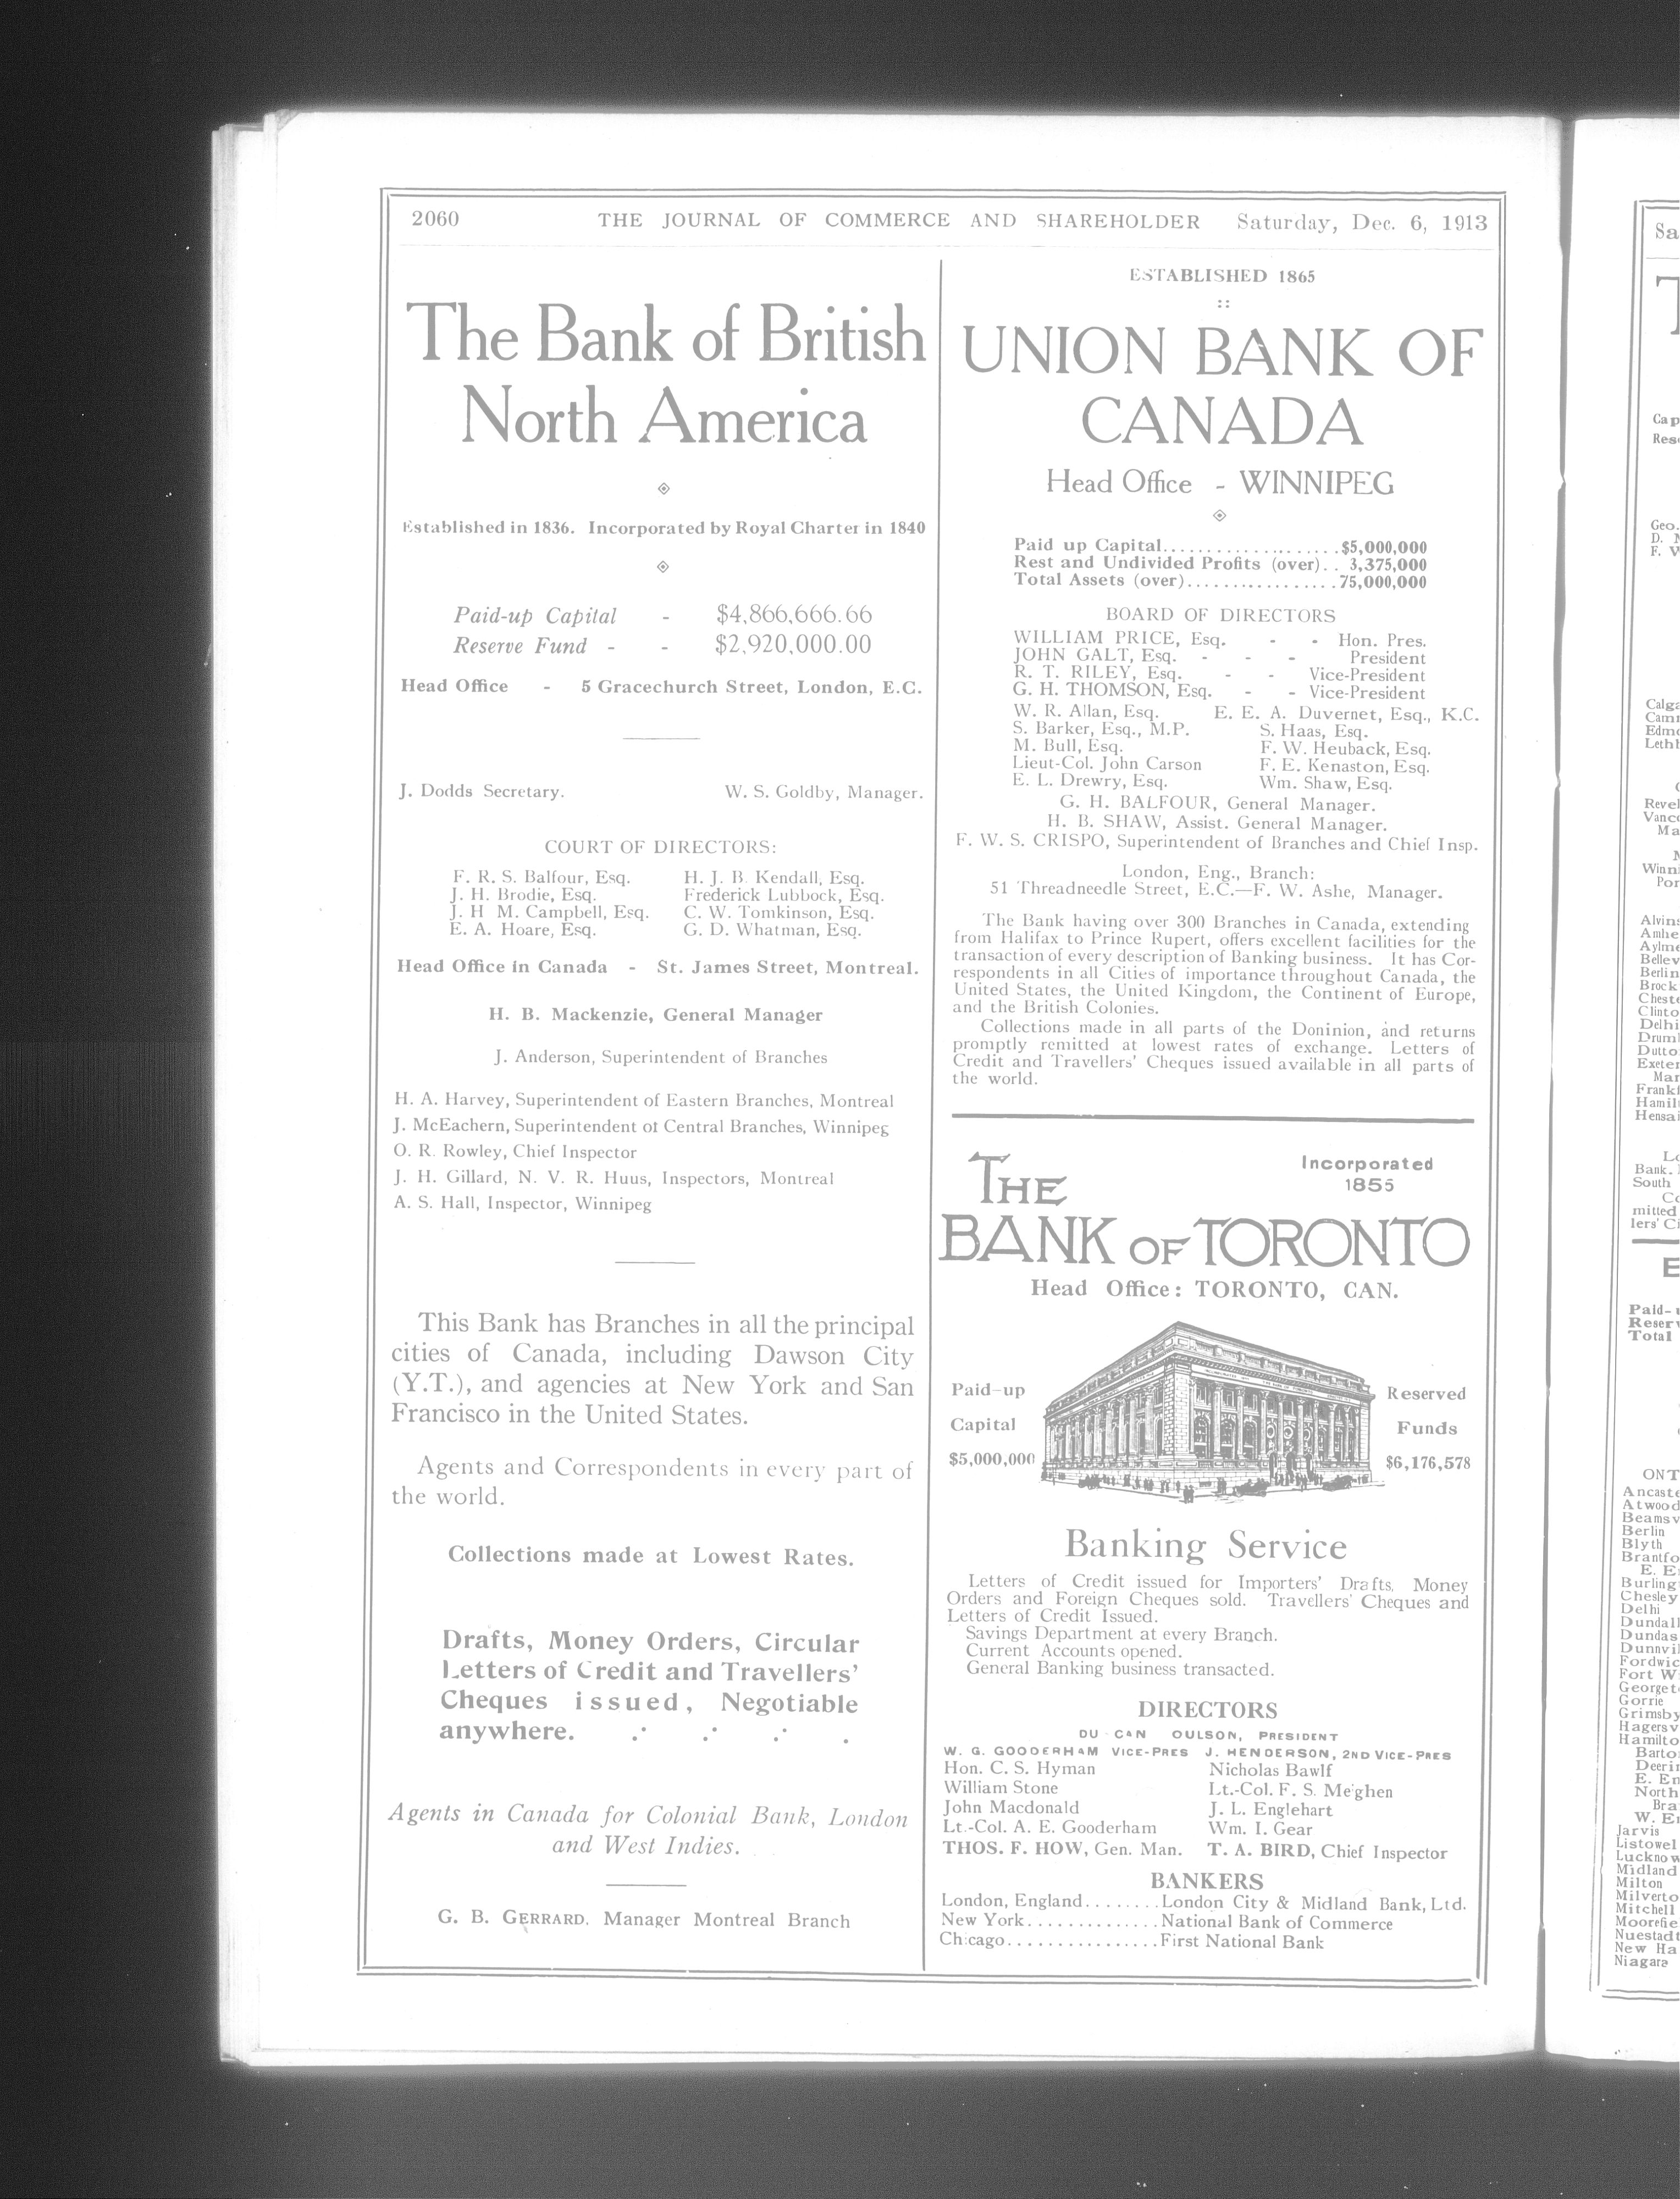 2060 THE JOURNAL OF COMMERCE AND SHAREHOLDER Saturday, Dec. 6, 1913
The Bank of British
North America
Established in 1836. Incorporated by Royal Charter in 1840
Paid-up Capital - $4,866,666.66
Reserve Fund - - $2,920,000.00
Head Office - 5 Gracechurch Street, London, E.C.
J. Dodds Secretary. W. S. Goldby, Manager.
COURT OF DIRECTORS:
F. R. S. Balfour, Esq. H. J. B. Kendall, Esq.
J. H. Brodie, Esq. Frederick Lubbock, Esq.
J. H M. Campbell, Esq. C. W. Tomkinson, Esq.
E. A. Hoare, Esq. G. D. Whatman, Esq.
Head Office in Canada - St. James Street, Montreal.
H. B. Mackenzie, General Manager
J. Anderson, Superintendent of Branches
H. A. Harvey, Superintendent of Eastern Branches, Montreal
J. McEachern, Superintendent of Central Branches, Winnipeg
O. R. Rowley, Chief Inspector
J. H. Gillard, N. V. R. Huus, Inspectors, Montreal
A. S. Hall, Inspector, Winnipeg
This Bank has Branches in all the principal
cities of Canada, including Dawson City
(Y.T.), and agencies at New York and San
Francisco in the United States.
Agents and Correspondents in every part of
the world.
Collections made at Lowest Rates.
Drafts, Money Orders, Circular
Letters of Credit and Travellers'
Cheques issued, Negotiable
anywhere.
Agents in Canada for Colonial Bank, London
and West Indies.
G. B. GERRARD, Manager Montreal Branch
ESTABLISHED 1865
::
UNION BANK OF
CANADA
Head Office - WINNIPEG
Paid up Capital.....................$5,000,000
Rest and Undivided Profits (over).. 3,375,000
Total Assets (over).................75,000,000
BOARD OF DIRECTORS
WILLIAM PRICE, Esq. - - Hon. Pres.
JOHN GALT, Esq. - - - President
R. T. RILEY, Esq. - - Vice-President
G. H. THOMSON, Esq. - - Vice-President
W. R. Allan, Esq. E. E. A. Duvernet, Esq., K.C.
S. Barker, Esq., M.P. S. Haas, Esq.
M. Bull, Esq. F. W. Heuback, Esq.
Lieut-Col. John Carson F. E. Kenaston, Esq.
E. L. Drewry, Esq. Wm. Shaw, Esq.
G. H. BALFOUR, General Manager.
H. B. SHAW, Assist. General Manager.
F. W. S. CRISPO, Superintendent of Branches and Chief Insp.
London, Eng., Branch:
51 Threadneedle Street, E.C.—F. W. Ashe, Manager.
The Bank having over 300 Branches in Canada, extending
from Halifax to Prince Rupert, offers excellent facilities for the
transaction of every description of Banking business. It has Cor-
respondents in all Cities of importance throughout Canada, the
United States, the United Kingdom, the Continent of Europe,
and the British Colonies.
Collections made in all parts of the Doninion, and returns
promptly remitted at lowest rates of exchange. Letters of
Credit and Travellers' Cheques issued available in all parts of
the world.
THE Incorporated
1855
BANK OF TORONTO
Head Office: TORONTO, CAN.
Paid-up Reserved
Capital Funds
$5,000,000 $6,176,578
Banking Service
Letters of Credit issued for Importers' Drafts, Money
Orders and Foreign Cheques sold. Travellers' Cheques and
Letters of Credit Issued.
Savings Department at every Branch.
Current Accounts opened.
General Banking business transacted.
DIRECTORS
DU CAN OULSON, PRESIDENT
W. G. GOODERHAM VICE-PRES J. HENDERSON, 2ND VICE-PRES
Hon. C. S. Hyman Nicholas Bawlf
William Stone Lt.-Col. F. S. Meighen
John Macdonald J. L. Englehart
Lt.-Col. A. E. Gooderham Wm. I. Gear
THOS. F. HOW, Gen. Man. T. A. BIRD, Chief Inspector
BANKERS
London, England........London City & Midland Bank, Ltd.
New York.............National Bank of Commerce
Chicago...............First National Bank
Geo.
ONT
Berlin
Blyth
Chesley
Delhi
Dundas
Gorrie
Grimsby
Jarvis
Listowel
Lucknow
Midland
Milton
Mitchell
Niagara